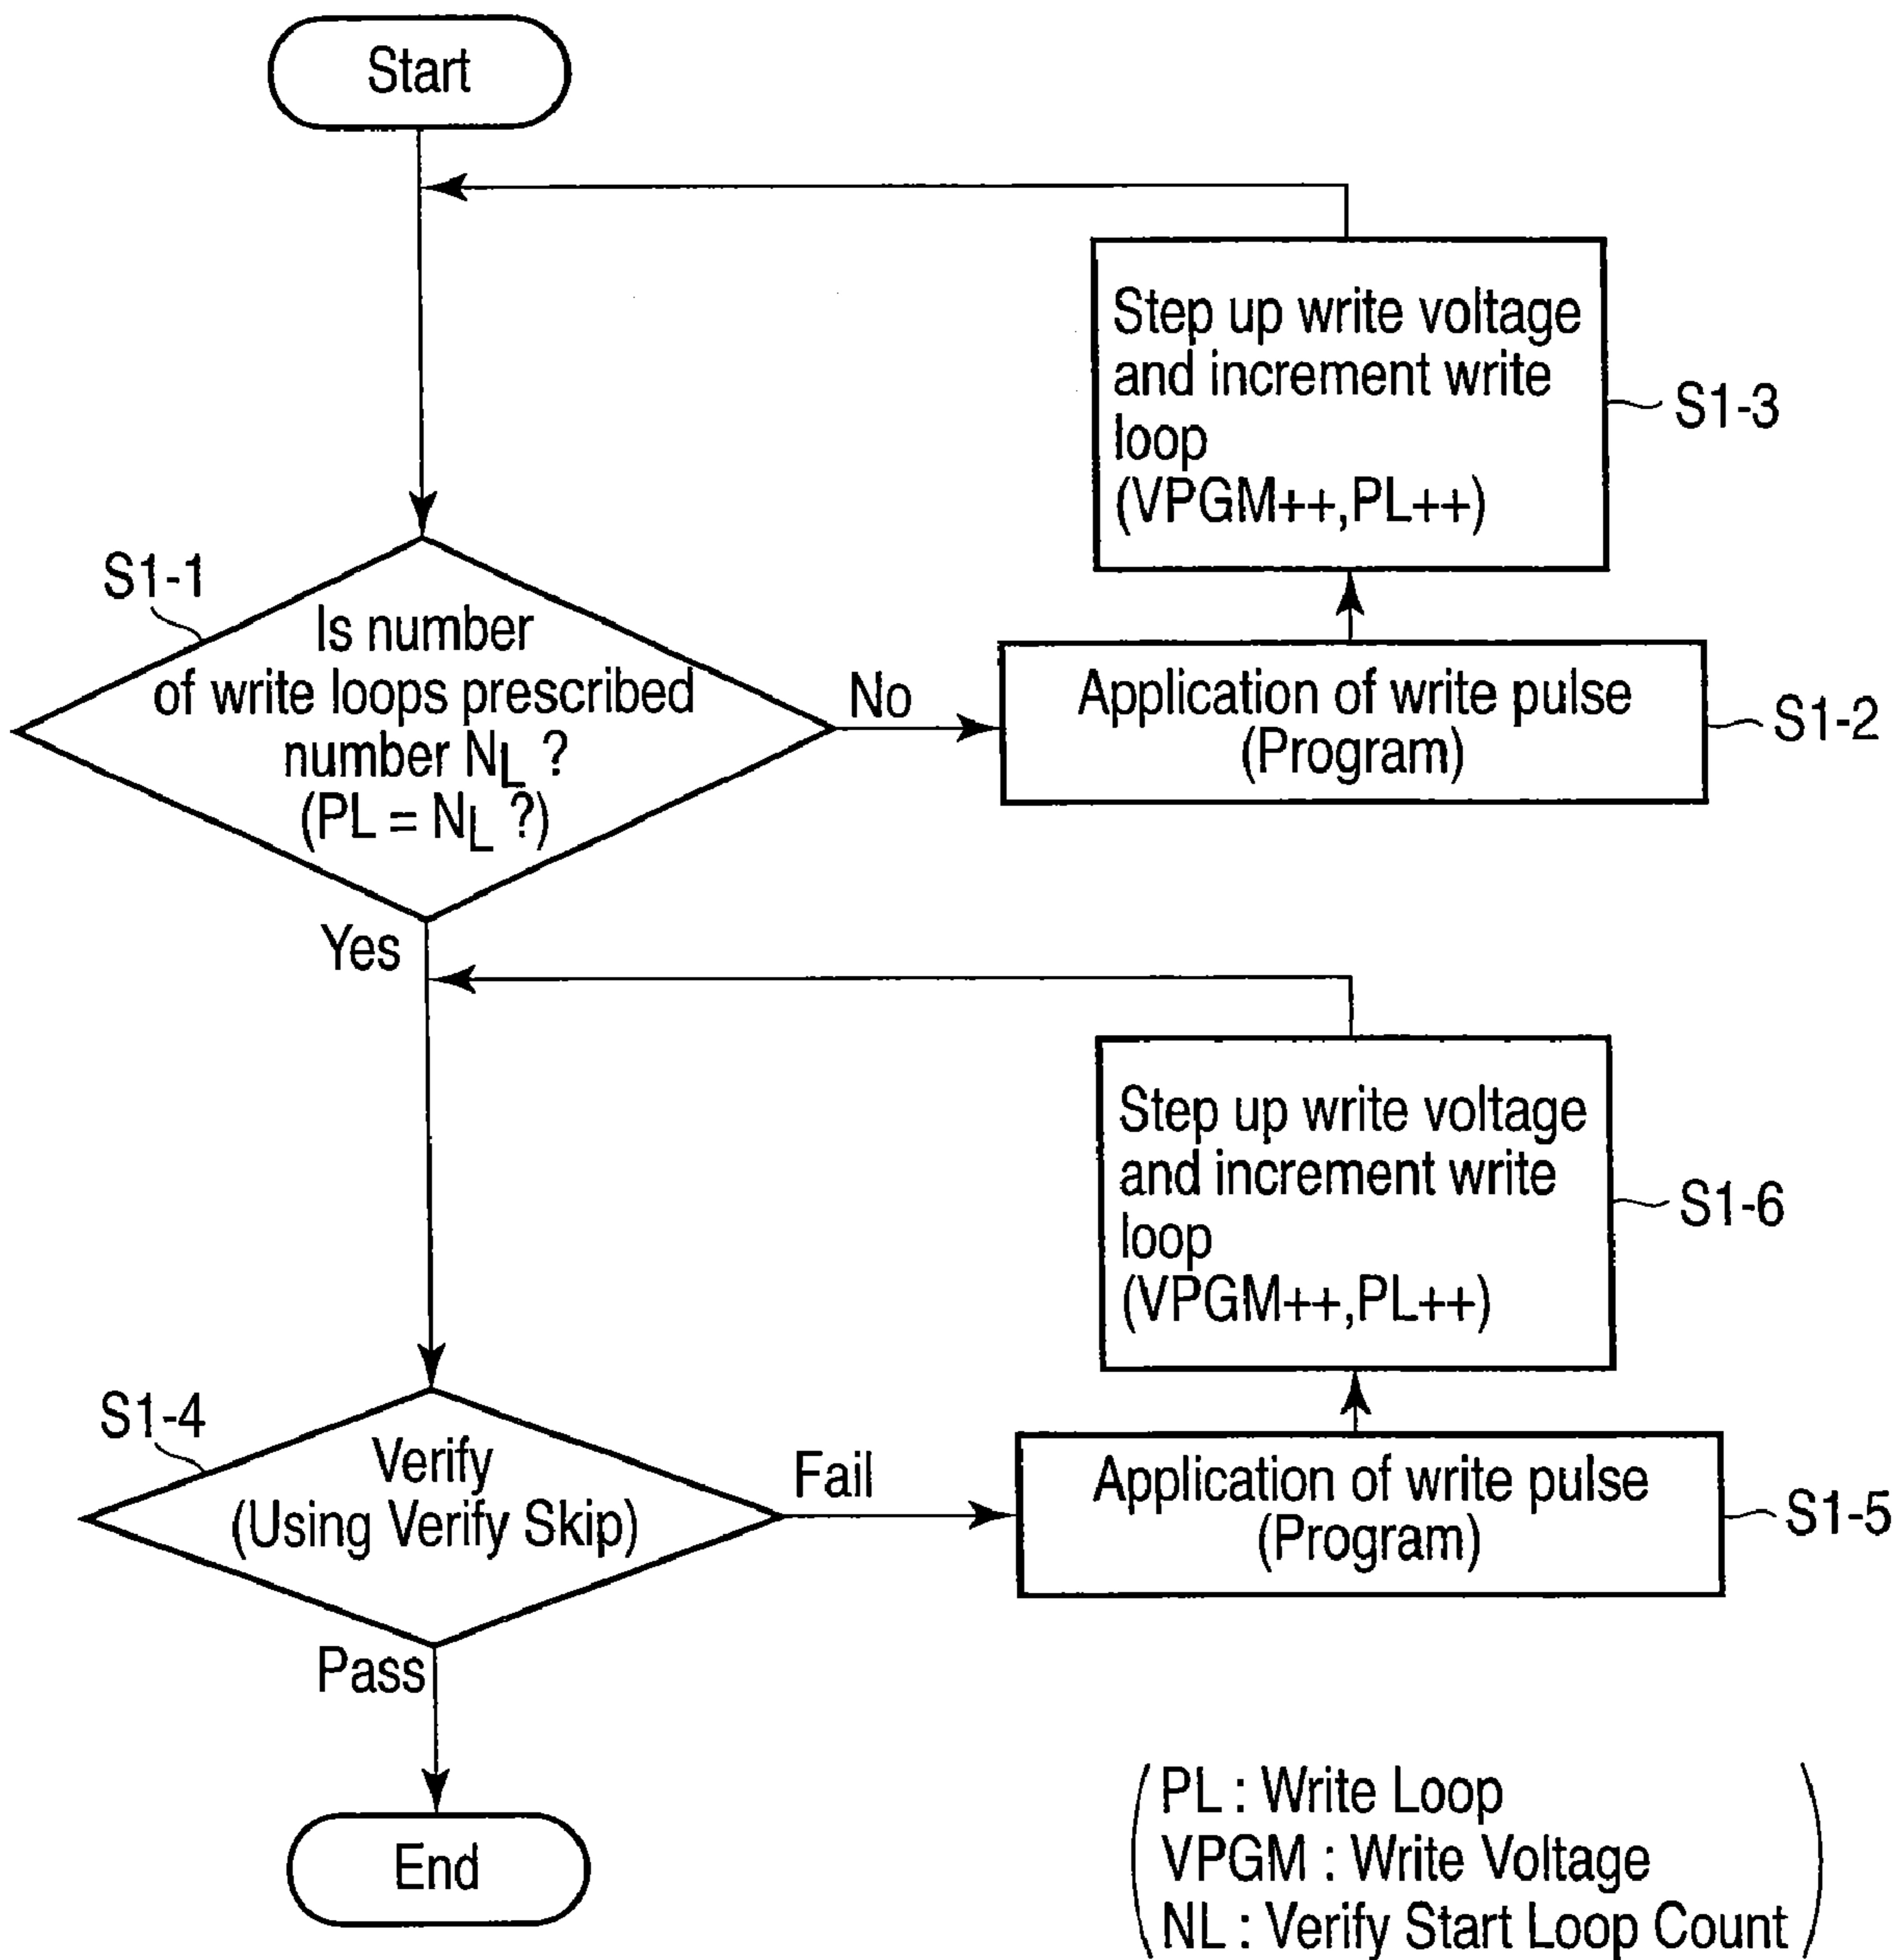 Start
Step up write voltage
and increment write
loop
(VPGM++,PL++)
S1-3
S1-1
Is number
of write loops prescribed
number NL ?
(PL = NL ?)
No
Application of write pulse
(Program)
S1-2
Yes
Step up write voltage
and increment write
loop
(VPGM++,PL++)
S1-6
S1-4
Verify
(Using Verify Skip)
Fail
Application of write pulse
(Program)
S1-5
Pass
End
PL : Write Loop
VPGM : Write Voltage
NL : Verify Start Loop Count